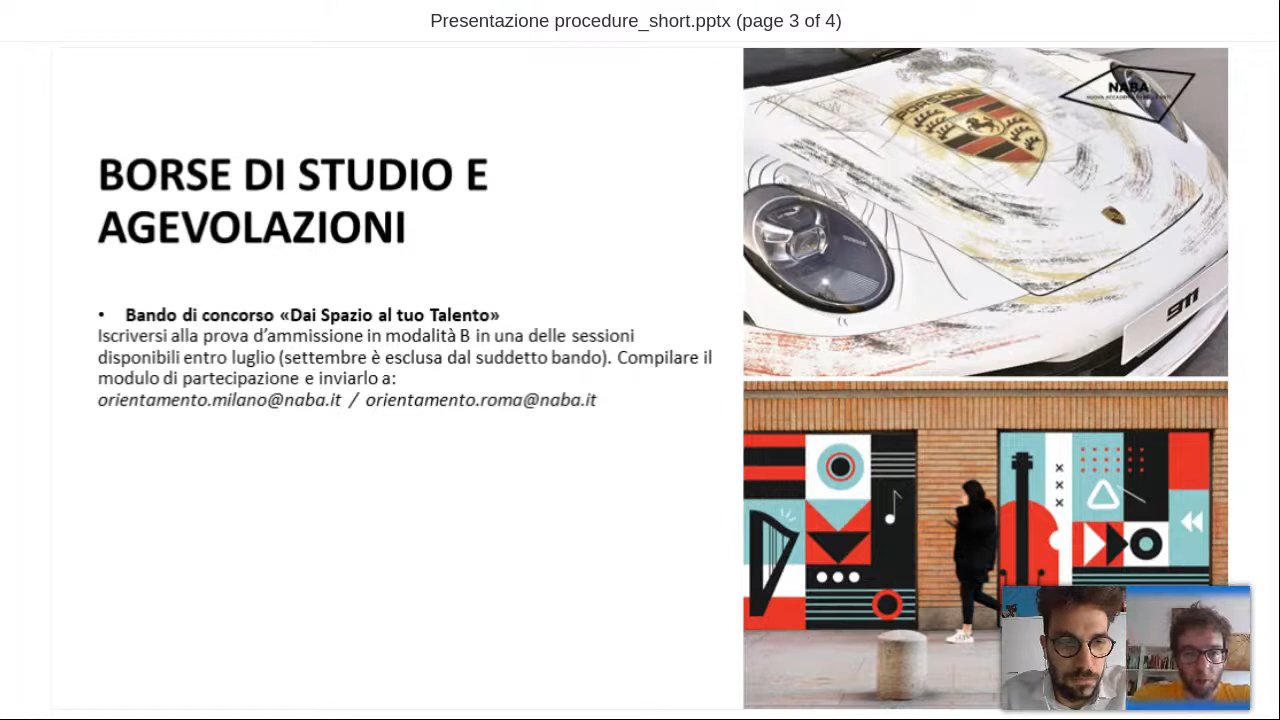 Presentazione procedure_short.pptx (page 3 of 4)
BORSE DI STUDIO E
AGEVOLAZIONI
• Bando di concorso «Dai Spazio al tuo Talento»
Iscriversi alla prova d’ammissione in modalità B in una delle sessioni
disponibili entro luglio (settembre è esclusa dal suddetto bando). Compilare il
modulo di partecipazione e inviarlo a:
orientamento.milano@naba.it / orientamento.roma@naba.it
NABA
PORSCHE
911